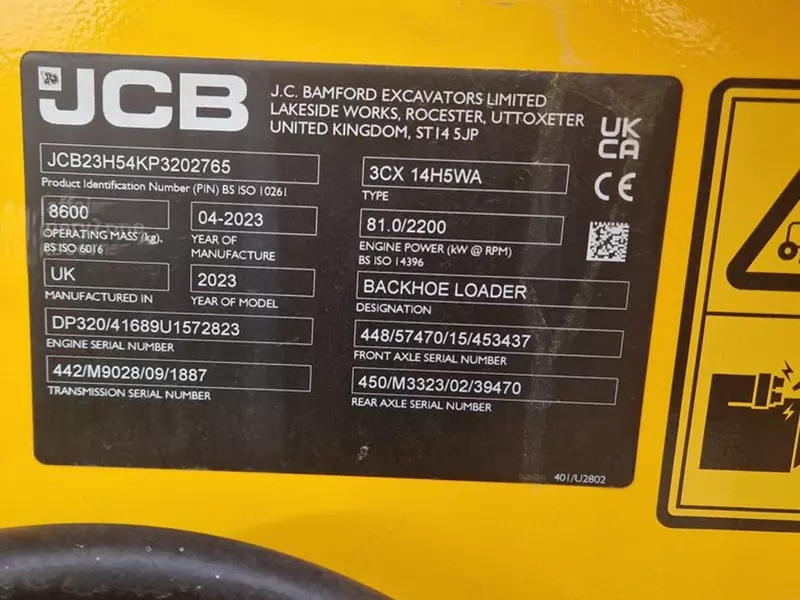 JCB
J.C. BAMFORD EXCAVATORS LIMITED
LAKESIDE WORKS, ROCESTER, UTTOXETER
UNITED KINGDOM, ST14 5JP
UK
CA
CE
JCB23H54KP3202765
Product Identification Number (PIN) BS ISO 10261
3CX 14H5WA
TYPE
8600
OPERATING MASS (kg),
BS ISO 6016
04-2023
YEAR OF
MANUFACTURE
81.0/2200
ENGINE POWER (kW @ RPM)
BS ISO 14396
UK
MANUFACTURED IN
2023
YEAR OF MODEL
BACKHOE LOADER
DESIGNATION
DP320/41689U1572823
ENGINE SERIAL NUMBER
448/57470/15/453437
FRONT AXLE SERIAL NUMBER
442/M9028/09/1887
TRANSMISSION SERIAL NUMBER
450/M3323/02/39470
REAR AXLE SERIAL NUMBER
401/U2802